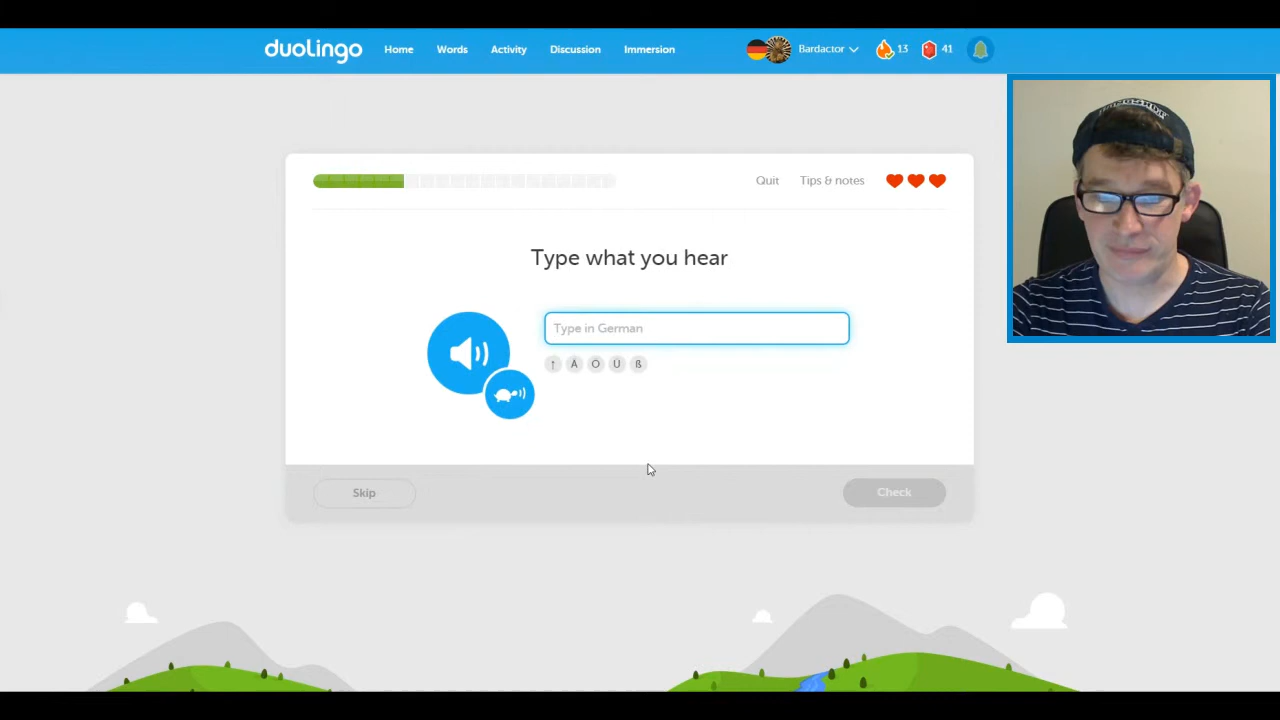 duolingo Home Words Activity Discussion Immersion Bardactor 13 41
Quit Tips & notes
Type what you hear
Type in German
↑ Ä Ö Ü ß
Skip Check